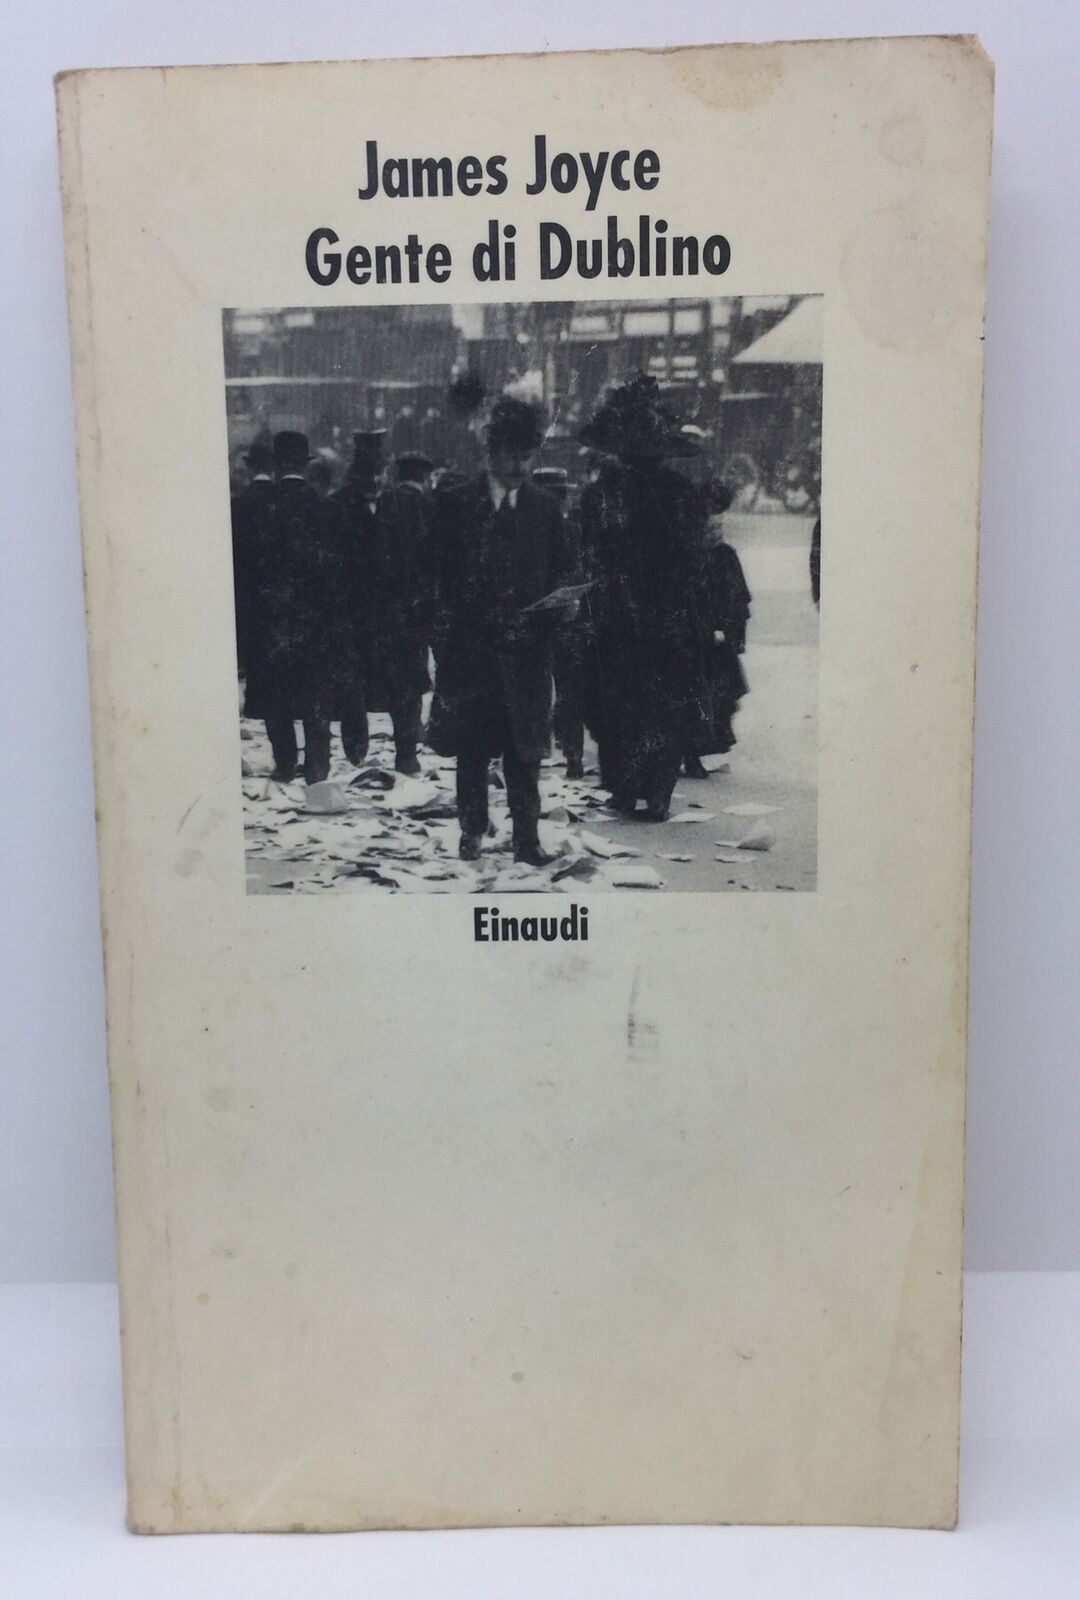 James Joyce
Gente di Dublino
Einaudi